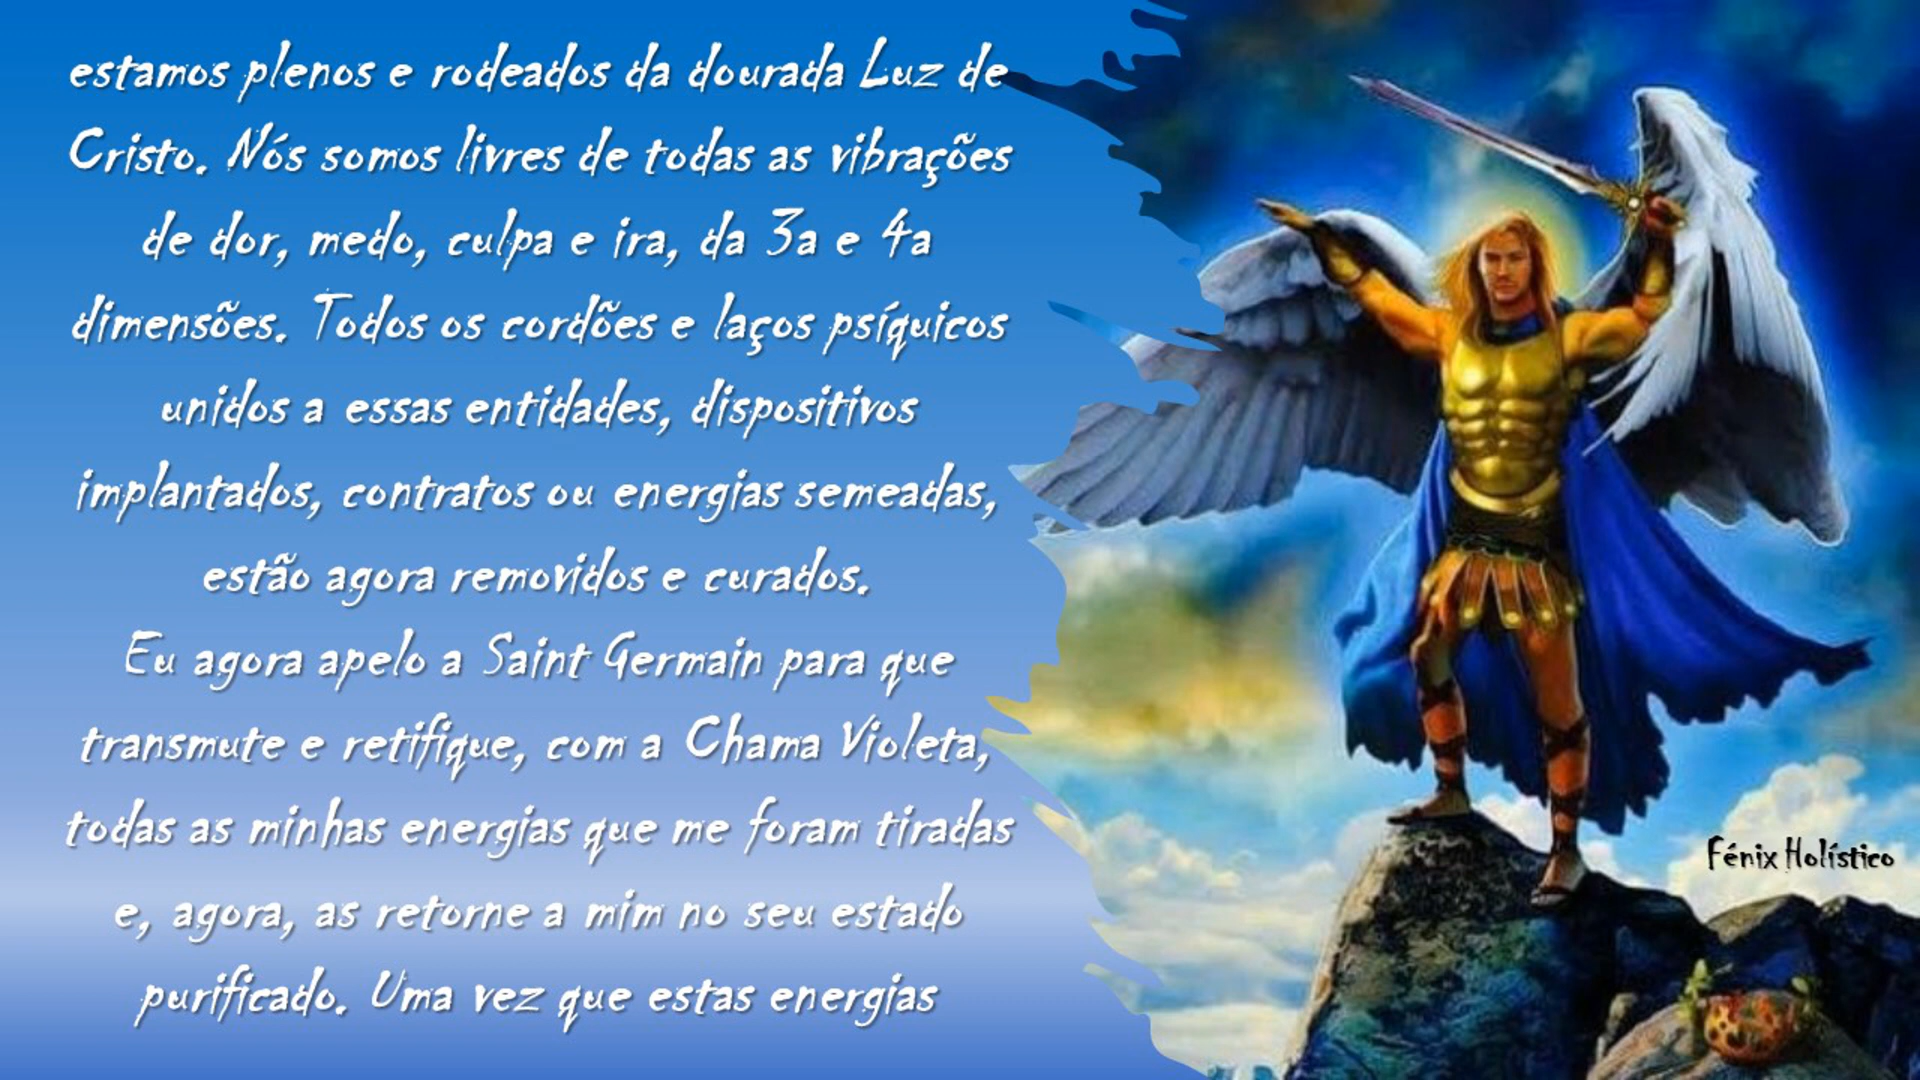 estamos plenos e rodeados da dourada Luz de
Cristo. Nós somos livres de todas as vibrações
de dor, medo, culpa e ira, da 3a e 4a
dimensões. Todos os cordões e laços psíquicos
unidos a essas entidades, dispositivos
implantados, contratos ou energias semeadas,
estão agora removidos e curados.
Eu agora apelo a Saint Germain para que
transmute e retifique, com a Chama Violeta,
todas as minhas energias que me foram tiradas
e, agora, as retorne a mim no seu estado
purificado. Uma vez que estas energias
Fénix Holístico